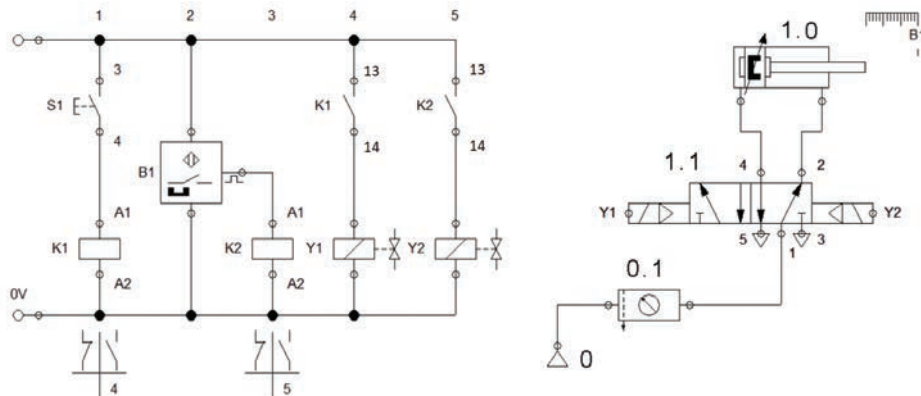 1 2 3 4 5
3 13 13
S1 K1 K2
4 14 14
B1
A1 A1
K1 K2 Y1 Y2
A2 A2
0V
4 5
B1
1.0
1.1 4 2
Y1 Y2
5 1 3
0.1
0